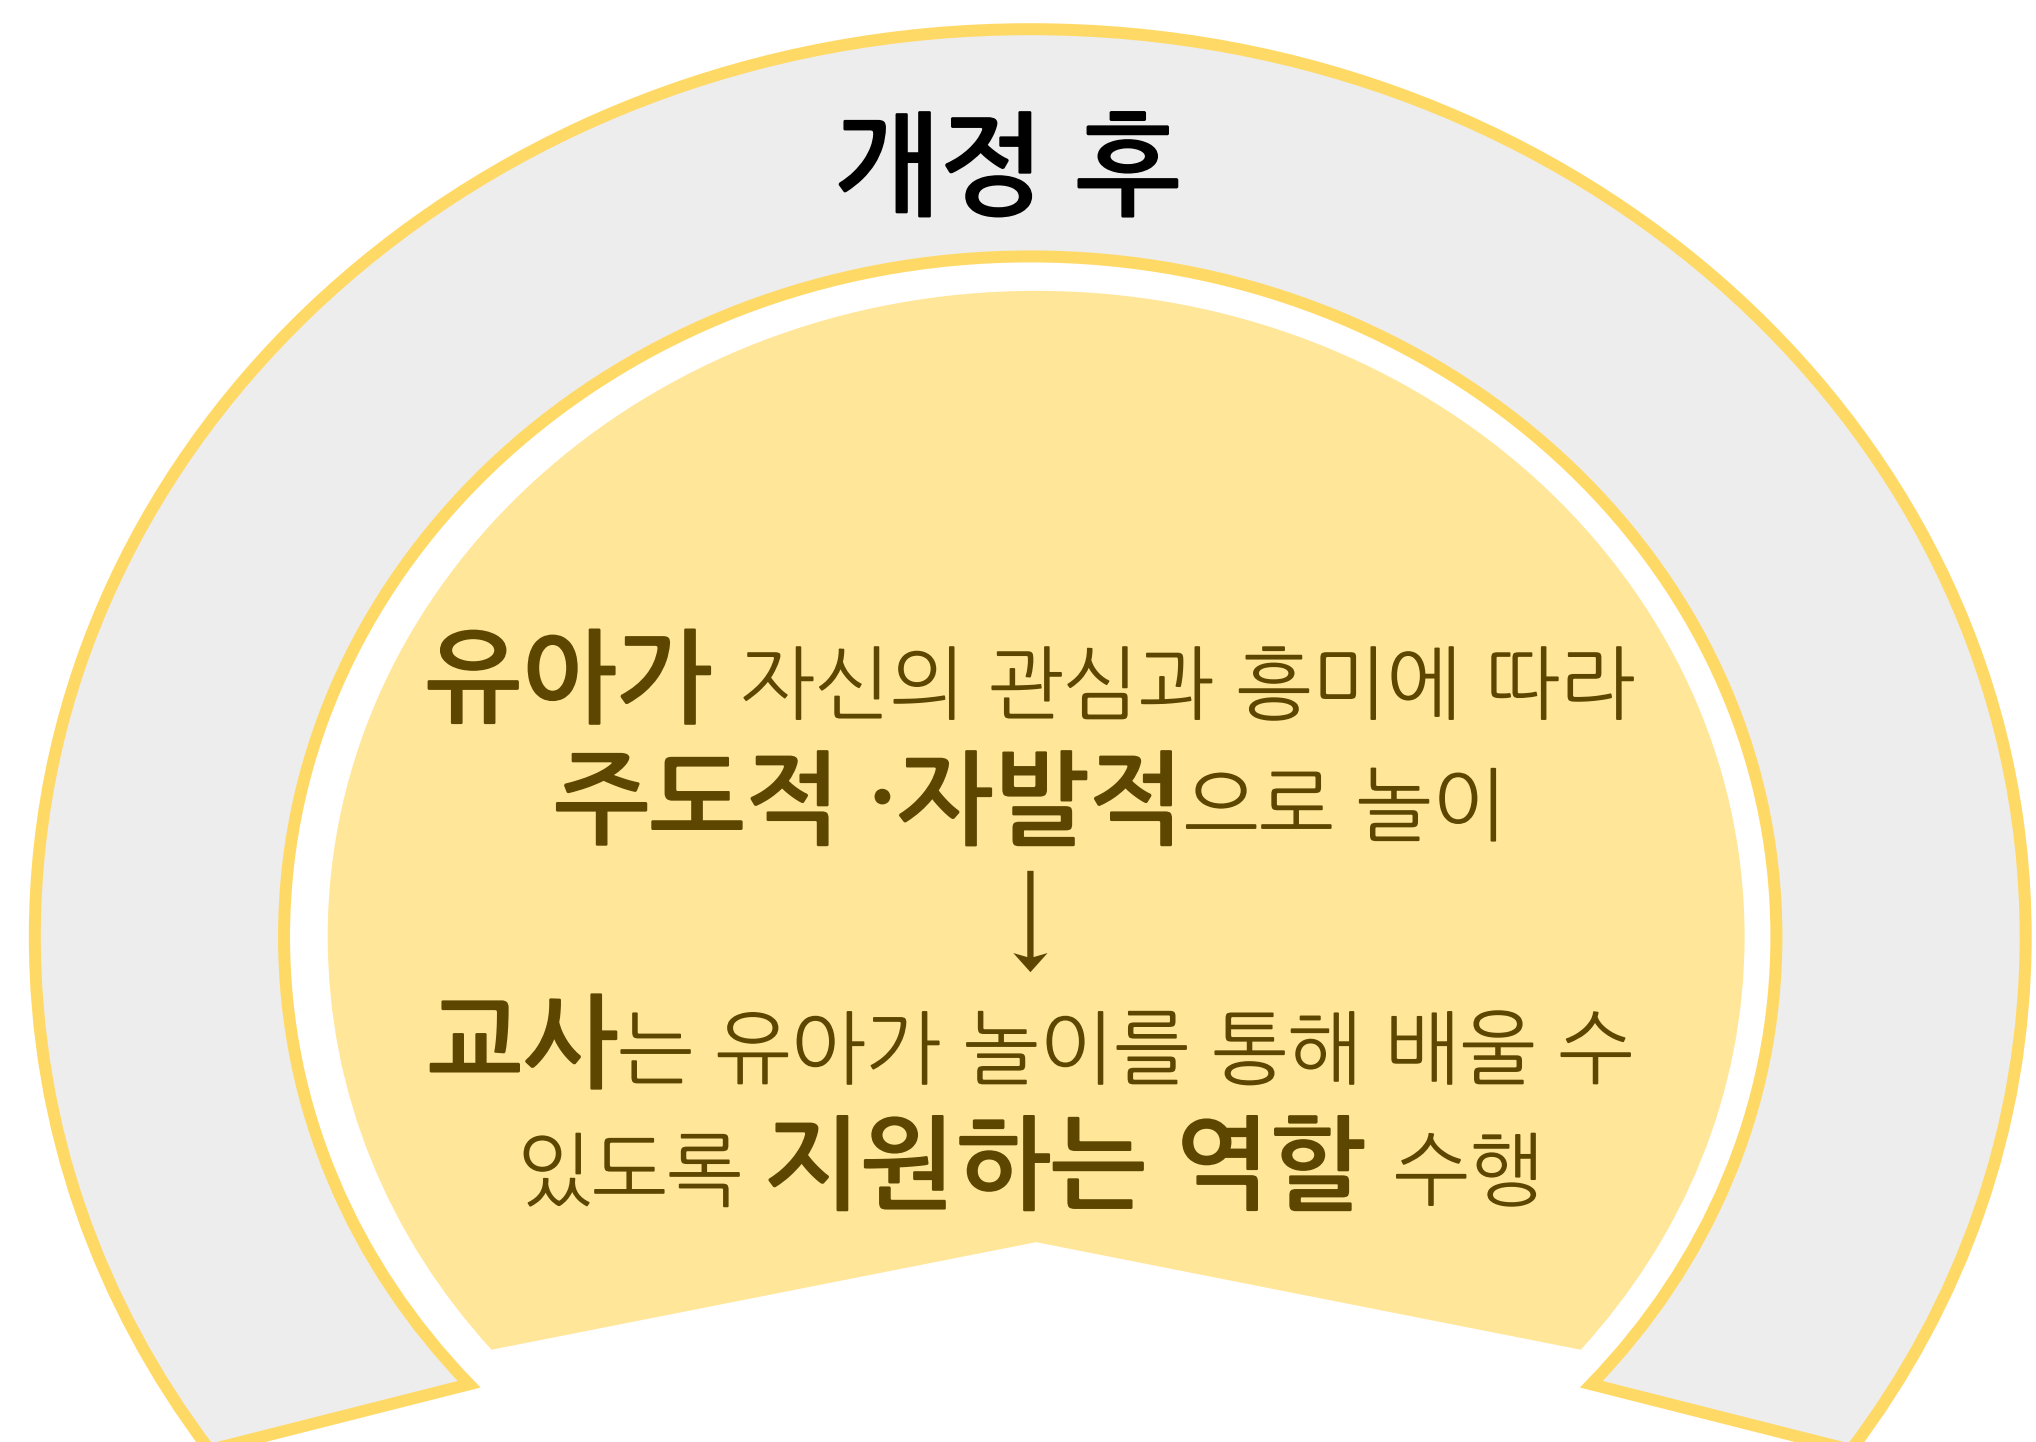 개정 후
유아가 자신의 관심과 흥미에 따라
주도적 ·자발적으로 놀이
↓
교사는 유아가 놀이를 통해 배울 수
있도록 지원하는 역할 수행